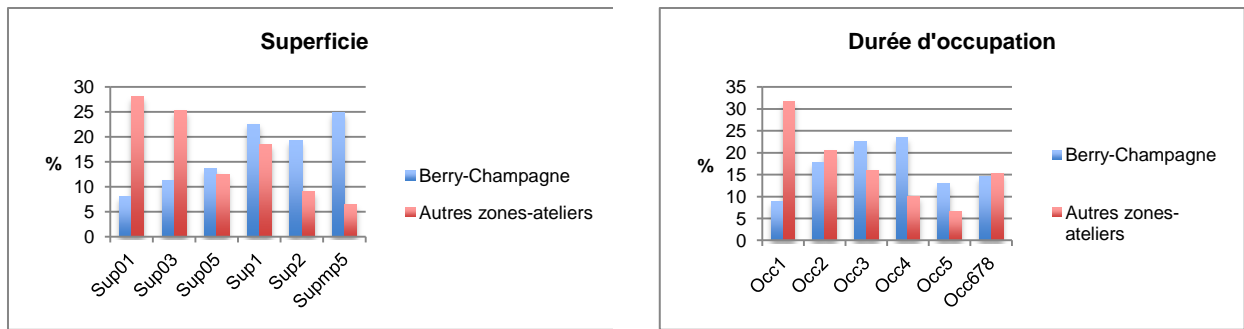 Superficie
30
25
20
15
10
5
0
%
Sup01 Sup03 Sup05 Sup1 Sup2 Supmp5
Berry-Champagne
Autres zones-ateliers
Durée d'occupation
35
30
25
20
15
10
5
0
%
Occ1 Occ2 Occ3 Occ4 Occ5 Occ678
Berry-Champagne
Autres zones-
ateliers